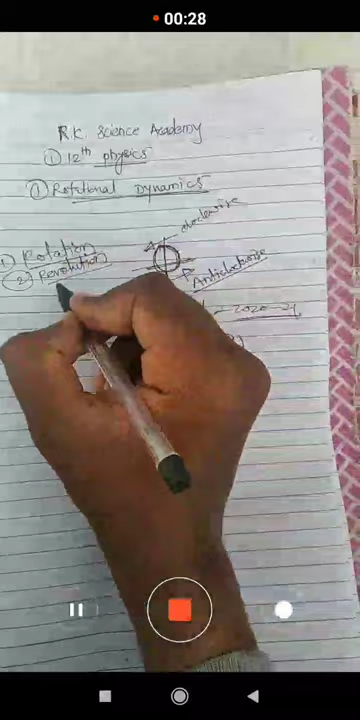 00:28
R.K. Science Academy
① 12th physics
① Rotational Dynamics
clockwise
① Rotation
② Revolution
Anticlockwise
2020-21